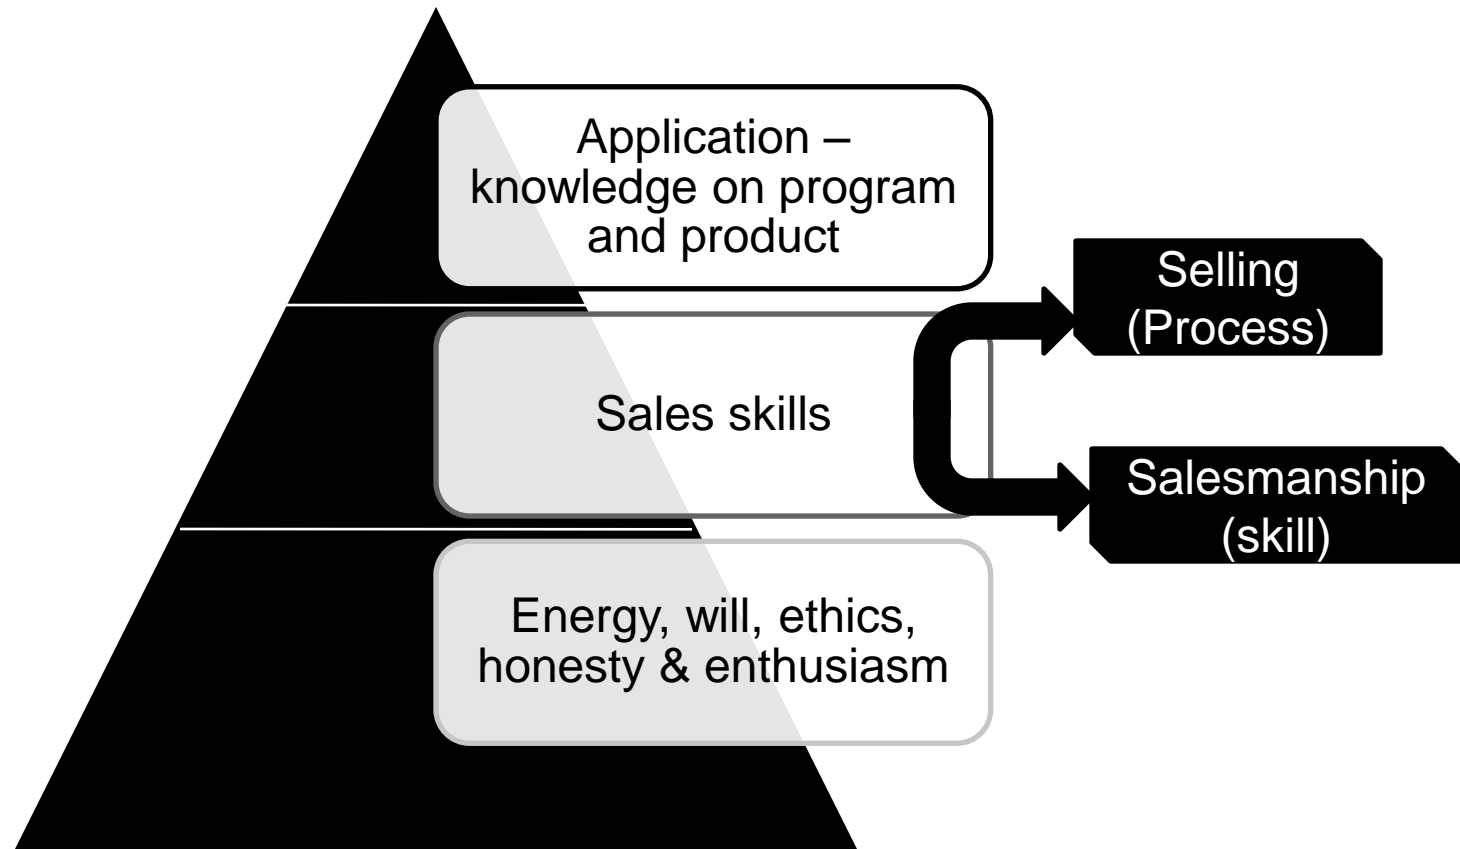 Application –
knowledge on program
and product
Selling
(Process)
Sales skills
Salesmanship
(skill)
Energy, will, ethics,
honesty & enthusiasm